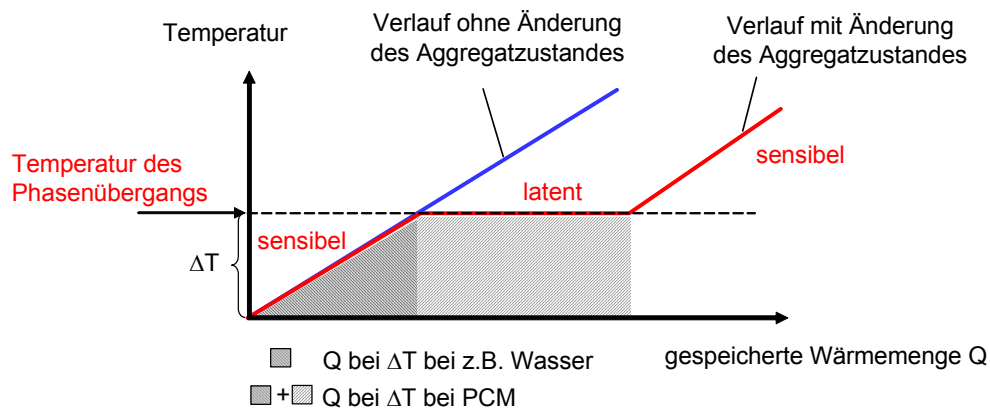 Temperatur
Verlauf ohne Änderung
des Aggregatzustandes
Verlauf mit Änderung
des Aggregatzustandes
Temperatur des
Phasenübergangs
sensibel
latent
sensibel
ΔT
gespeicherte Wärmemenge Q
Q bei ΔT bei z.B. Wasser
+ Q bei ΔT bei PCM